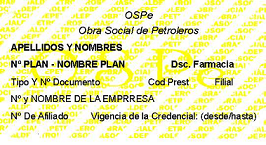 OSPe
Obra Social de Petroleros
APELLIDOS Y NOMBRES
Nº PLAN - NOMBRE PLAN Dsc. Farmacia
Tipo Y Nº Documento Cod Prest Filial
Nº y NOMBRE DE LA EMPRRESA
Nº De Afiliado Vigencia de la Credencial: (desde/hasta)